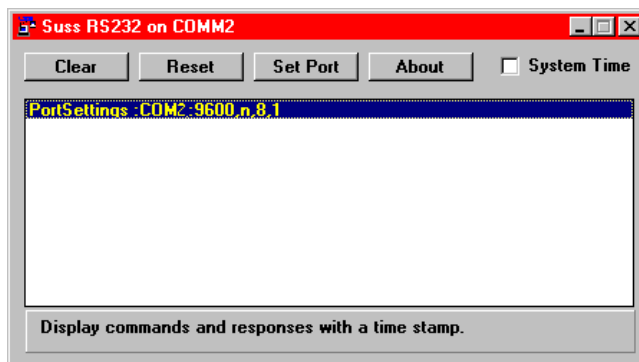 Suss RS232 on COMM2
Clear Reset Set Port About System Time
PortSettings :COM2:9600,n,8,1
Display commands and responses with a time stamp.